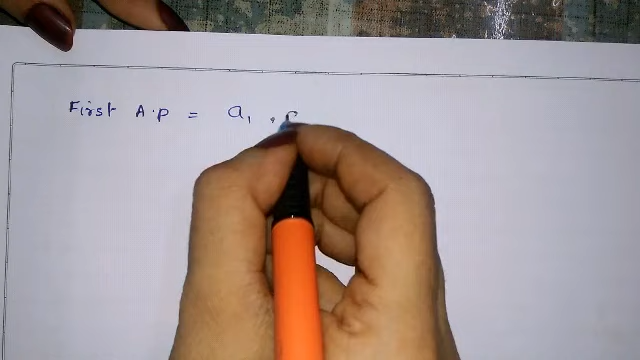 First A.P = a₁ ,